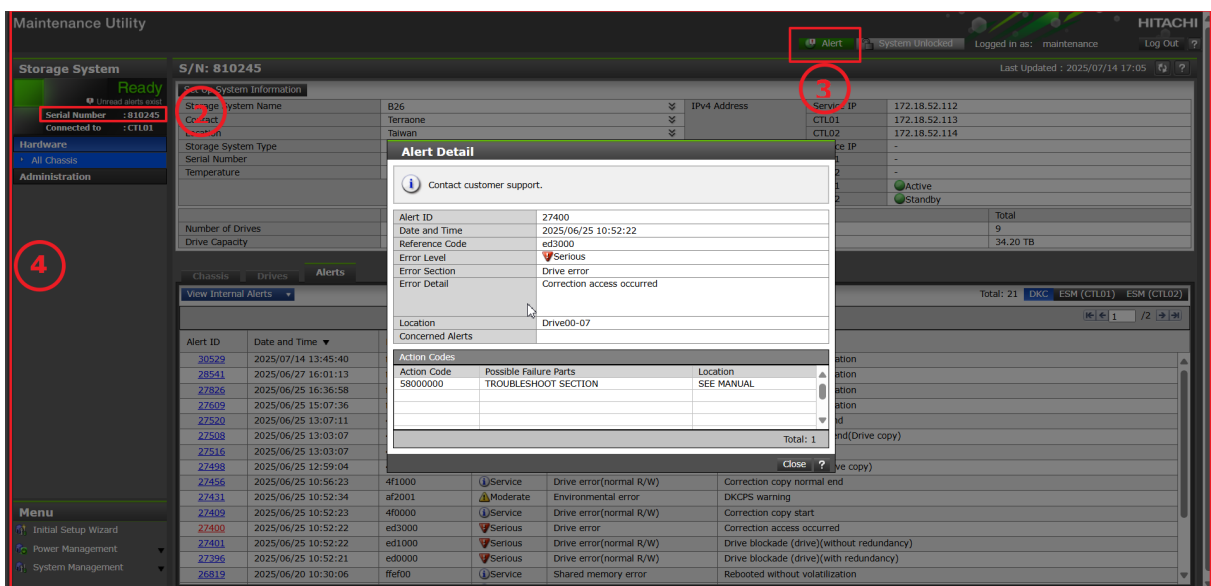 Maintenance Utility
HITACHI
Alert
System Unlocked
Logged in as: maintenance
Log Out ?
Storage System
Ready
Unread alerts exist
Serial Number : 810245
Connected to : CTL01
Hardware
All Chassis
Administration
S/N: 810245
Last Updated : 2025/07/14 17:05
?
Set Up System Information
Storage System Name B26 IPv4 Address Service IP 172.18.52.112
Contact Terraone CTL01 172.18.52.113
Location Taiwan CTL02 172.18.52.114
Storage System Type -
Serial Number -
Temperature -
Active
Standby
Total
Number of Drives 9
Drive Capacity 34.20 TB
2
3
4
Chassis Drives Alerts
View Internal Alerts
Total: 21 DKC ESM (CTL01) ESM (CTL02)
1 /2
Alert Detail
Contact customer support.
Alert ID 27400
Date and Time 2025/06/25 10:52:22
Reference Code ed3000
Error Level Serious
Error Section Drive error
Error Detail Correction access occurred
Location Drive00-07
Concerned Alerts
Action Codes
Action Code Possible Failure Parts Location
58000000 TROUBLESHOOT SECTION SEE MANUAL
Total: 1
Close ?
Alert ID Date and Time ▼
30529 2025/07/14 13:45:40
28541 2025/06/27 16:01:13
27826 2025/06/25 16:36:58
27609 2025/06/25 15:07:36
27520 2025/06/25 13:07:11
27508 2025/06/25 13:03:07
27516 2025/06/25 13:03:07
27498 2025/06/25 12:59:04
27456 2025/06/25 10:56:23 4f1000 Service Drive error(normal R/W) Correction copy normal end
27431 2025/06/25 10:52:34 af2001 Moderate Environmental error DKCPS warning
27409 2025/06/25 10:52:23 4f0000 Service Drive error(normal R/W) Correction copy start
27400 2025/06/25 10:52:22 ed3000 Serious Drive error Correction access occurred
27401 2025/06/25 10:52:22 ed1000 Serious Drive error(normal R/W) Drive blockade (drive)(without redundancy)
27396 2025/06/25 10:52:21 ed0000 Serious Drive error(normal R/W) Drive blockade (drive)(with redundancy)
26819 2025/06/20 10:30:06 ffef00 Service Shared memory error Rebooted without volatilization
Menu
Initial Setup Wizard
Power Management
System Management